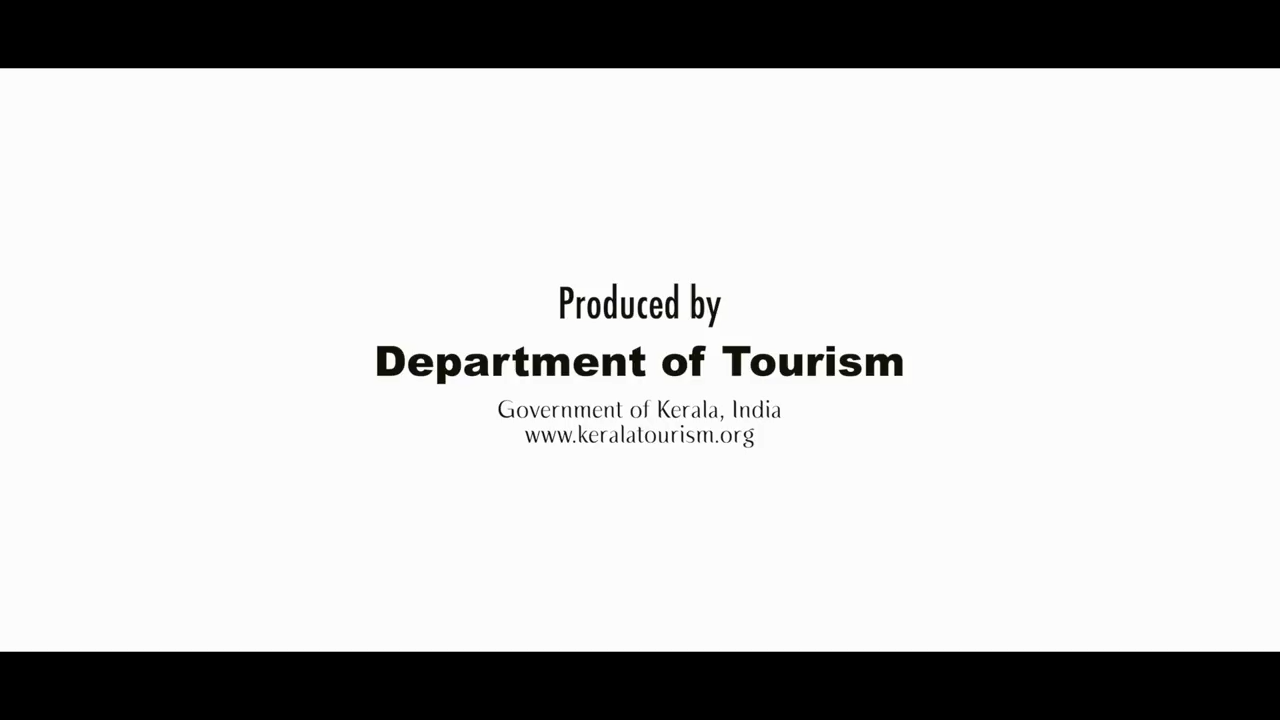 Produced by
Department of Tourism
Government of Kerala, India
www.keralatourism.org